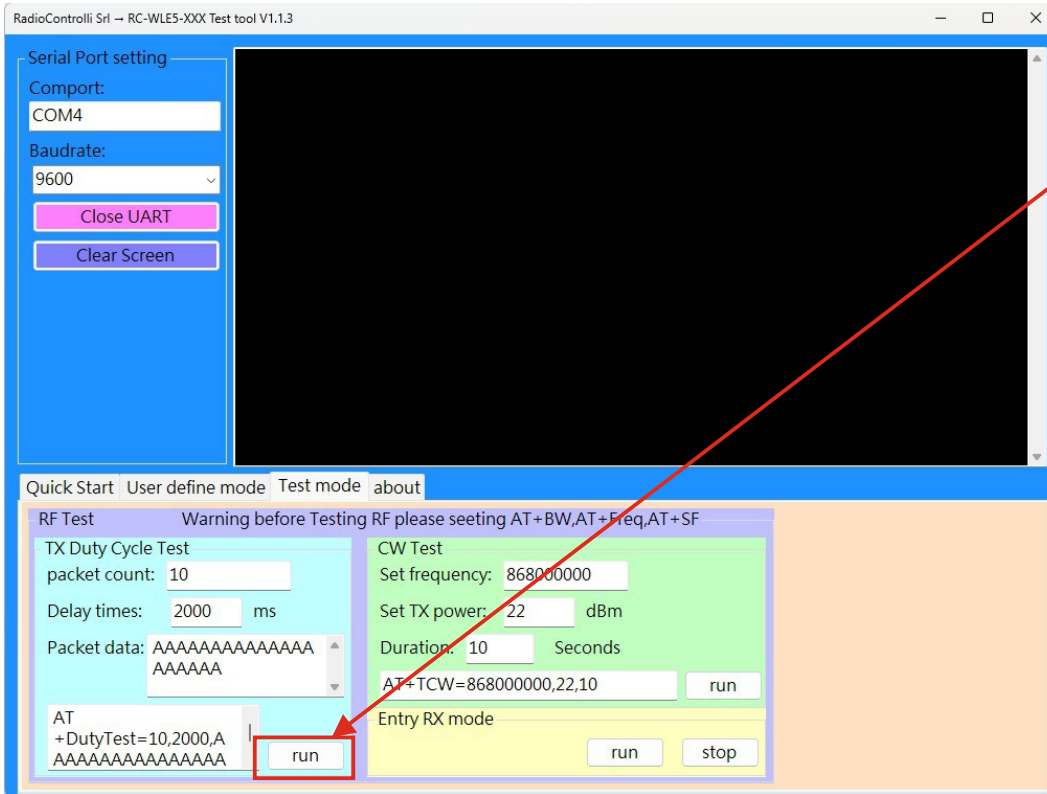 RadioControlli Srl → RC-WLE5-XXX Test tool V1.1.3
Serial Port setting
Comport:
COM4
Baudrate:
9600
Close UART
Clear Screen
Quick Start User define mode Test mode about
RF Test Warning before Testing RF please seeting AT+BW,AT+Freq,AT+SF
TX Duty Cycle Test
packet count: 10
Delay times: 2000 ms
Packet data: AAAAAAAAAAAAAA
AAAAAA
AT
+DutyTest=10,2000,A
AAAAAAAAAAAAAAAA
run
CW Test
Set frequency: 868000000
Set TX power: 22 dBm
Duration: 10 Seconds
AT+TCW=868000000,22,10 run
Entry RX mode
run stop